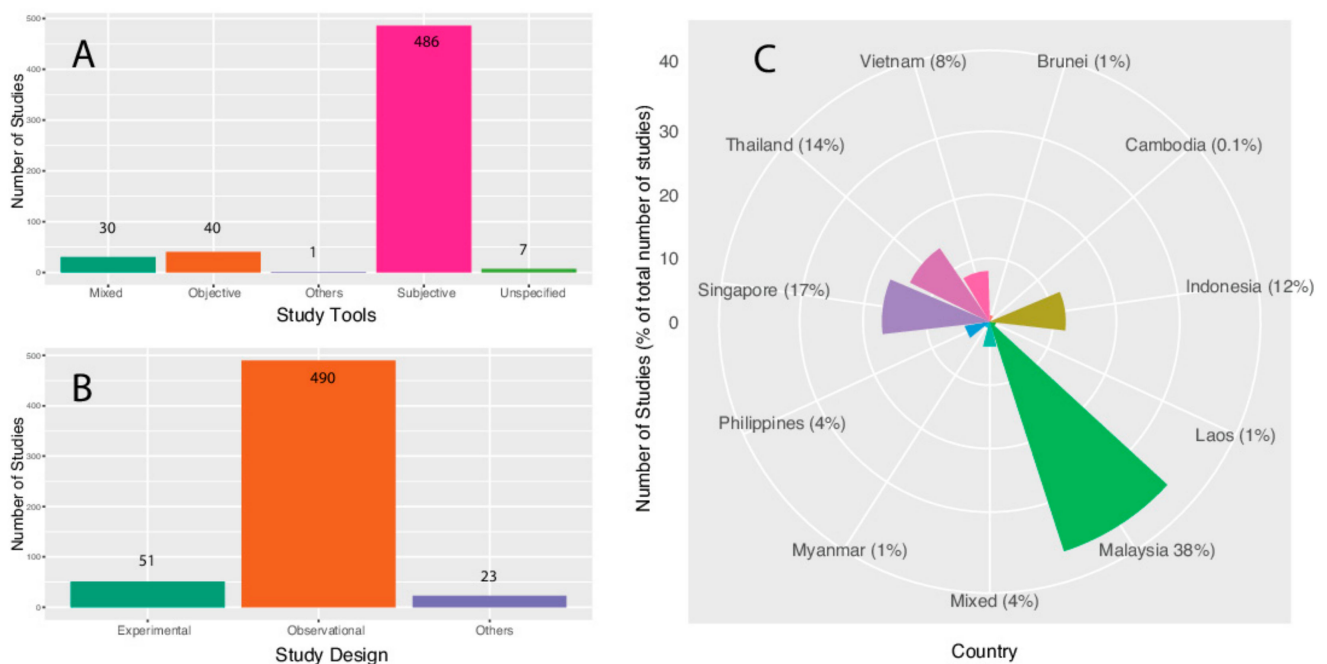 A
Number of Studies
500
400
300
200
100
0
30
40
1
486
7
Mixed
Objective
Others
Subjective
Unspecified
Study Tools
B
Number of Studies
500
400
300
200
100
0
51
490
23
Experimental
Observational
Others
Study Design
C
Number of Studies (% of total number of studies)
40
30
20
10
0
Vietnam (8%)
Brunei (1%)
Thailand (14%)
Cambodia (0.1%)
Singapore (17%)
Indonesia (12%)
Philippines (4%)
Laos (1%)
Myanmar (1%)
Malaysia 38%)
Mixed (4%)
Country